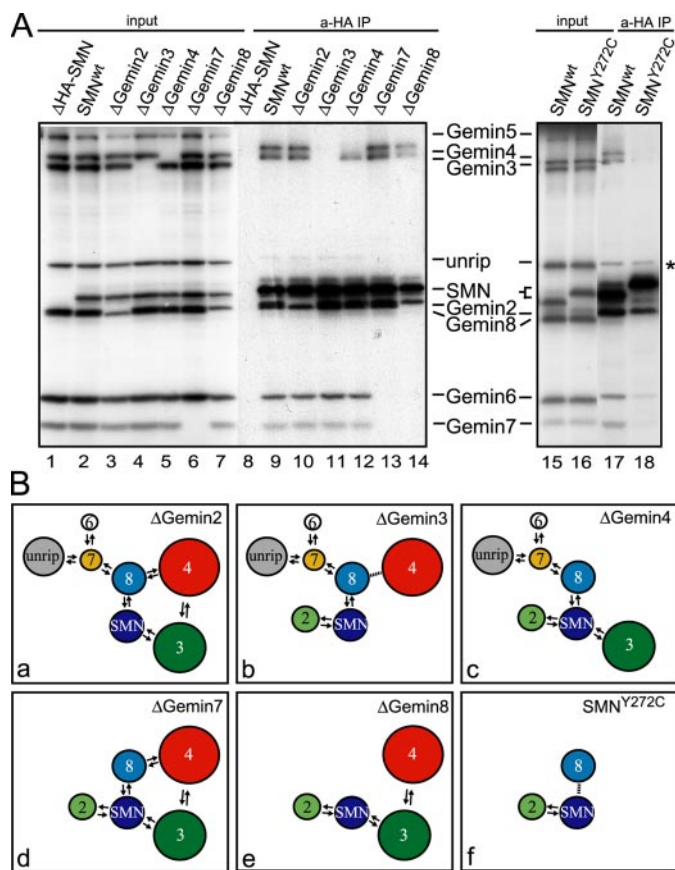 A
input
a-HA IP
input
a-HA IP
ΔHA-SMN
SMNwt
ΔGemin2
ΔGemin3
ΔGemin4
ΔGemin7
ΔGemin8
ΔHA-SMN
SMNwt
ΔGemin2
ΔGemin3
ΔGemin4
ΔGemin7
ΔGemin8
SMNwt
SMNY272C
SMNwt
SMNY272C
Gemin5
Gemin4
Gemin3
unrip
*
SMN
Gemin2
Gemin8
Gemin6
Gemin7
1 2 3 4 5 6 7 8 9 10 11 12 13 14
15 16 17 18
B
ΔGemin2
6
unrip
7
8
4
SMN
3
a
ΔGemin3
6
unrip
7
8
4
2
SMN
b
ΔGemin4
6
unrip
7
8
2
SMN
3
c
ΔGemin7
8
4
2
SMN
3
d
ΔGemin8
4
2
SMN
3
e
SMNY272C
8
2
SMN
f